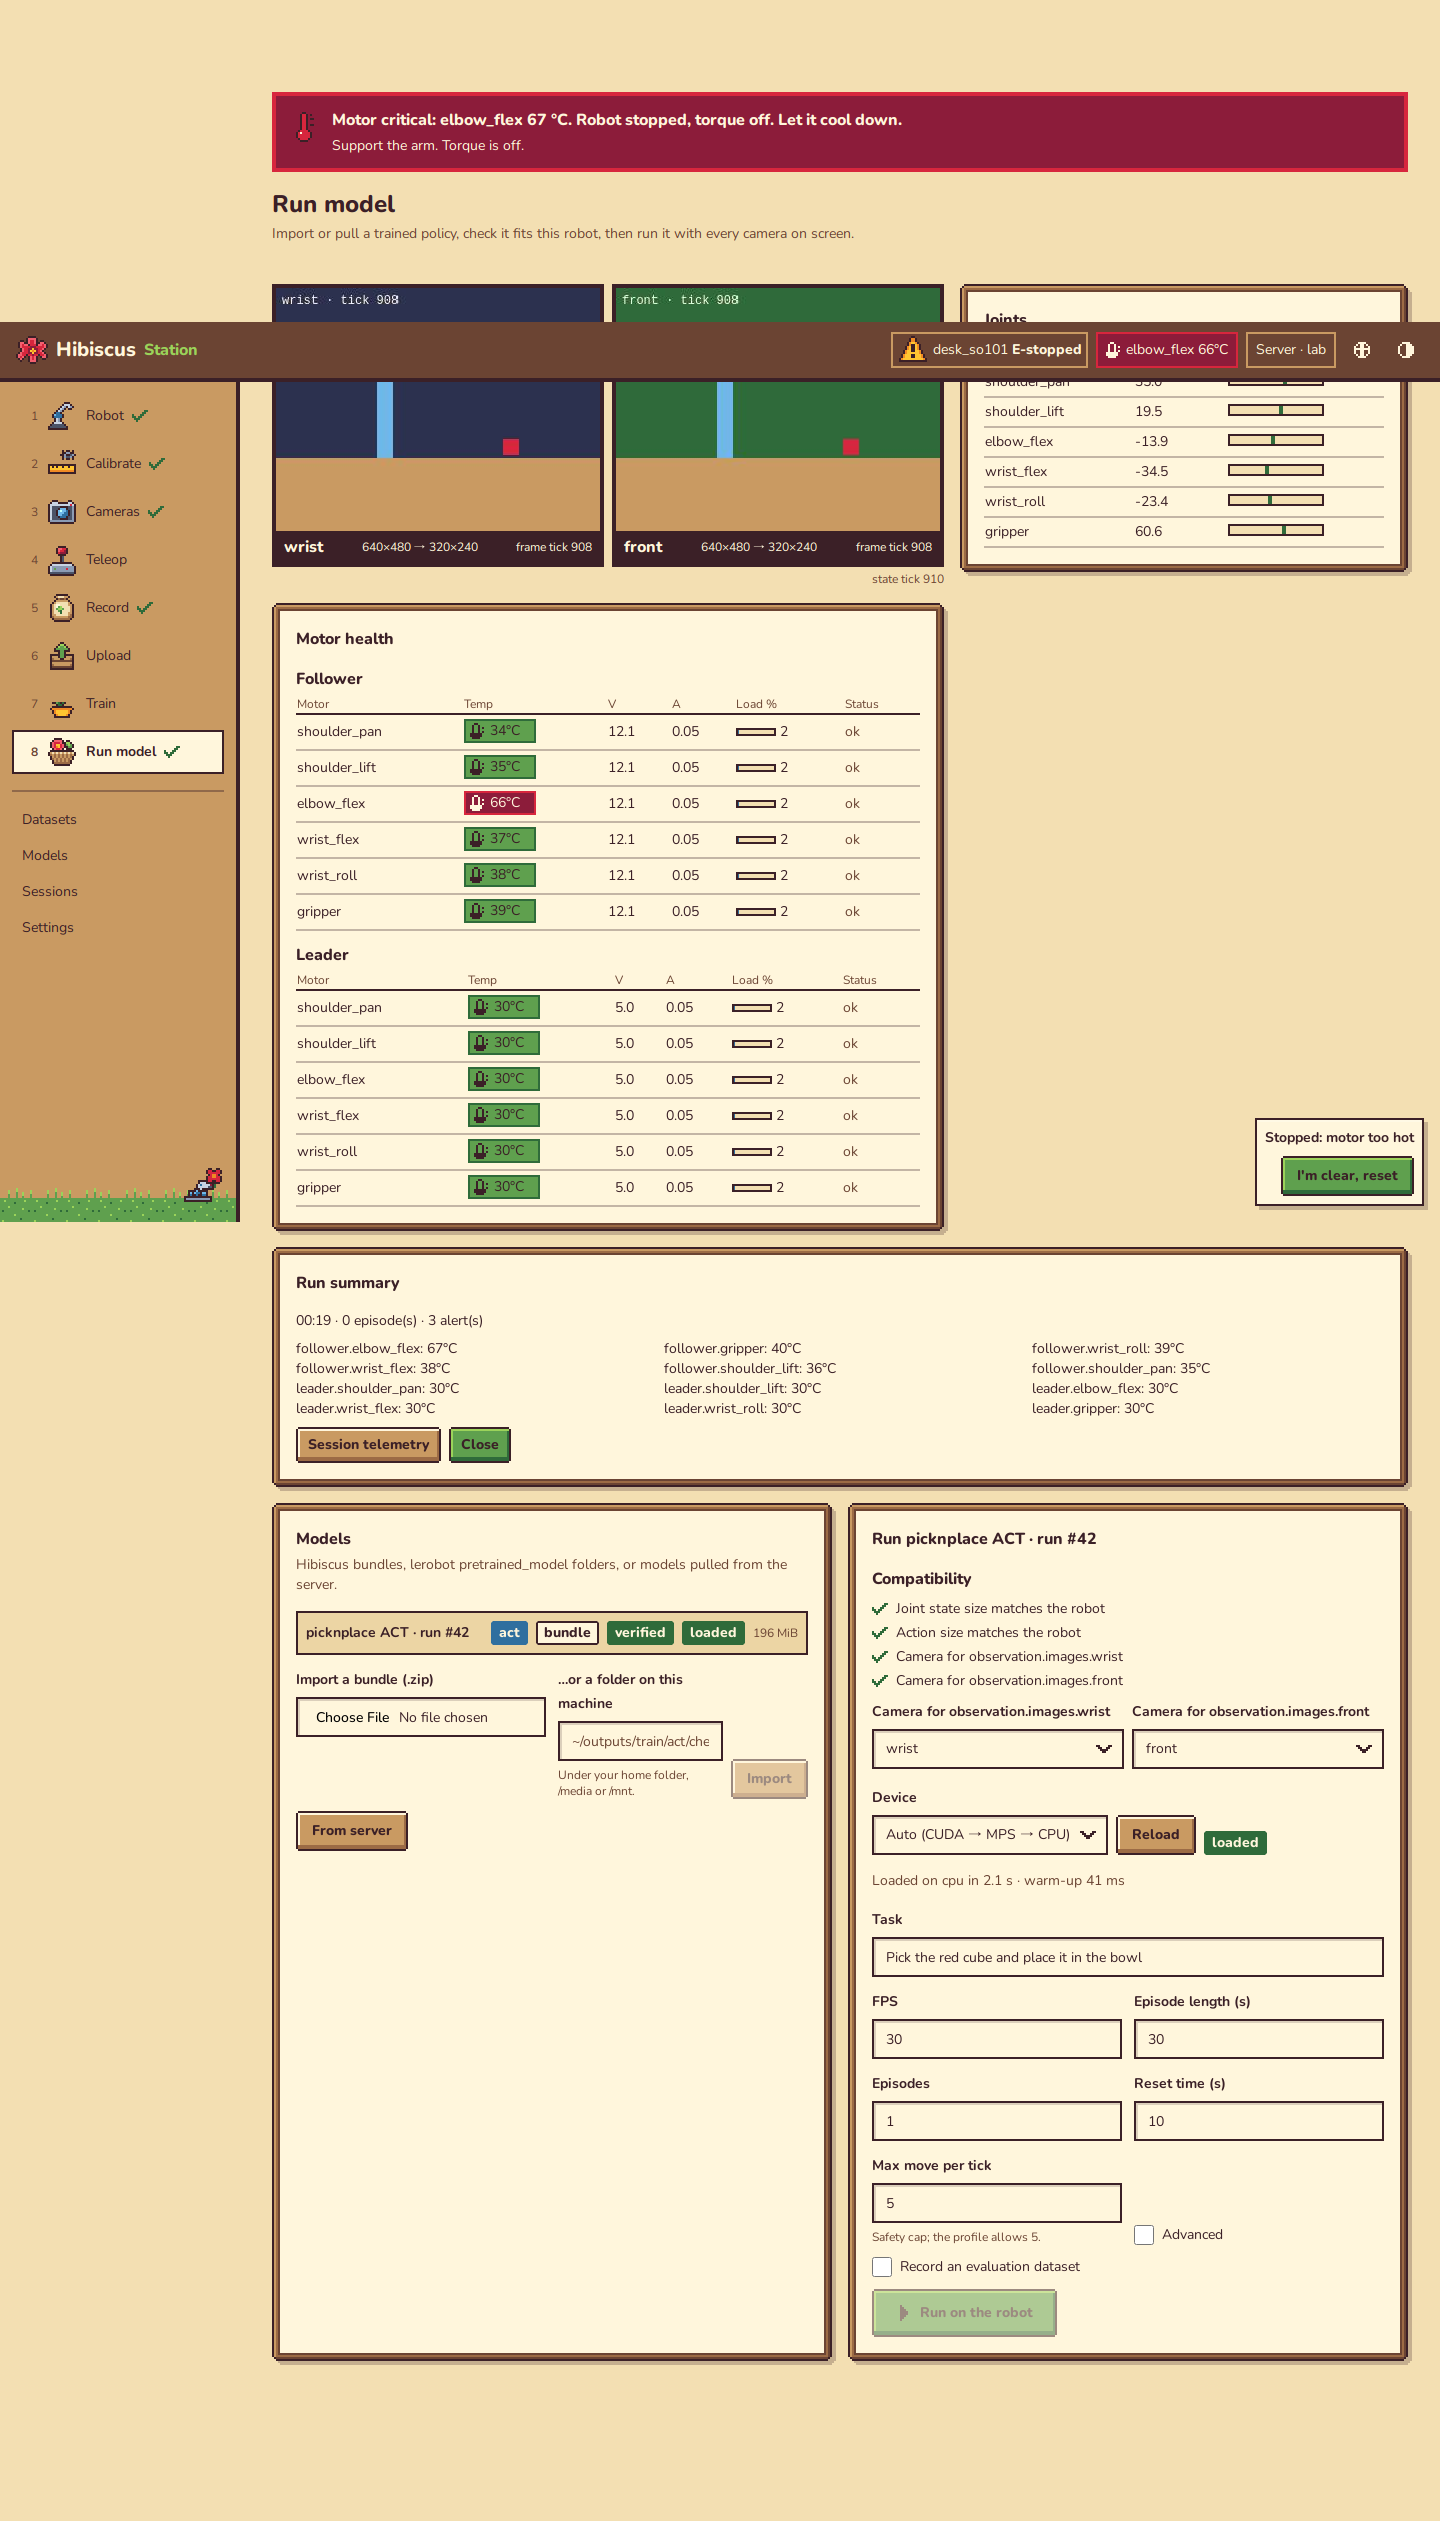 Motor critical: elbow_flex 67 °C. Robot stopped, torque off. Let it cool down.
Support the arm. Torque is off.
Run model
Import or pull a trained policy, check it fits this robot, then run it with every camera on screen.
wrist · tick 908
front · tick 908
Joints
Hibiscus Station
desk_so101 E-stopped
elbow_flex 66°C
Server · lab
1 Robot
2 Calibrate
3 Cameras
4 Teleop
5 Record
6 Upload
7 Train
8 Run model
Datasets
Models
Sessions
Settings
shoulder_pan
shoulder_lift 19.5
elbow_flex -13.9
wrist_flex -34.5
wrist_roll -23.4
gripper 60.6
wrist 640×480 → 320×240 frame tick 908
front 640×480 → 320×240 frame tick 908
state tick 910
Motor health
Follower
Motor Temp V A Load % Status
shoulder_pan 34°C 12.1 0.05 2 ok
shoulder_lift 35°C 12.1 0.05 2 ok
elbow_flex 66°C 12.1 0.05 2 ok
wrist_flex 37°C 12.1 0.05 2 ok
wrist_roll 38°C 12.1 0.05 2 ok
gripper 39°C 12.1 0.05 2 ok
Leader
Motor Temp V A Load % Status
shoulder_pan 30°C 5.0 0.05 2 ok
shoulder_lift 30°C 5.0 0.05 2 ok
elbow_flex 30°C 5.0 0.05 2 ok
wrist_flex 30°C 5.0 0.05 2 ok
wrist_roll 30°C 5.0 0.05 2 ok
gripper 30°C 5.0 0.05 2 ok
Stopped: motor too hot
I'm clear, reset
Run summary
00:19 · 0 episode(s) · 3 alert(s)
follower.elbow_flex: 67°C follower.gripper: 40°C follower.wrist_roll: 39°C
follower.wrist_flex: 38°C follower.shoulder_lift: 36°C follower.shoulder_pan: 35°C
leader.shoulder_pan: 30°C leader.shoulder_lift: 30°C leader.elbow_flex: 30°C
leader.wrist_flex: 30°C leader.wrist_roll: 30°C leader.gripper: 30°C
Session telemetry Close
Models
Hibiscus bundles, lerobot pretrained_model folders, or models pulled from the
server.
picknplace ACT · run #42 act bundle verified loaded 196 MiB
Import a bundle (.zip)
Choose File No file chosen
...or a folder on this
machine
~/outputs/train/act/che
Under your home folder,
/media or /mnt.
Import
From server
Run picknplace ACT · run #42
Compatibility
Joint state size matches the robot
Action size matches the robot
Camera for observation.images.wrist
Camera for observation.images.front
Camera for observation.images.wrist Camera for observation.images.front
wrist front
Device
Auto (CUDA → MPS → CPU) Reload loaded
Loaded on cpu in 2.1 s · warm-up 41 ms
Task
Pick the red cube and place it in the bowl
FPS Episode length (s)
30 30
Episodes Reset time (s)
1 10
Max move per tick
5
Safety cap; the profile allows 5.
Advanced
Record an evaluation dataset
Run on the robot